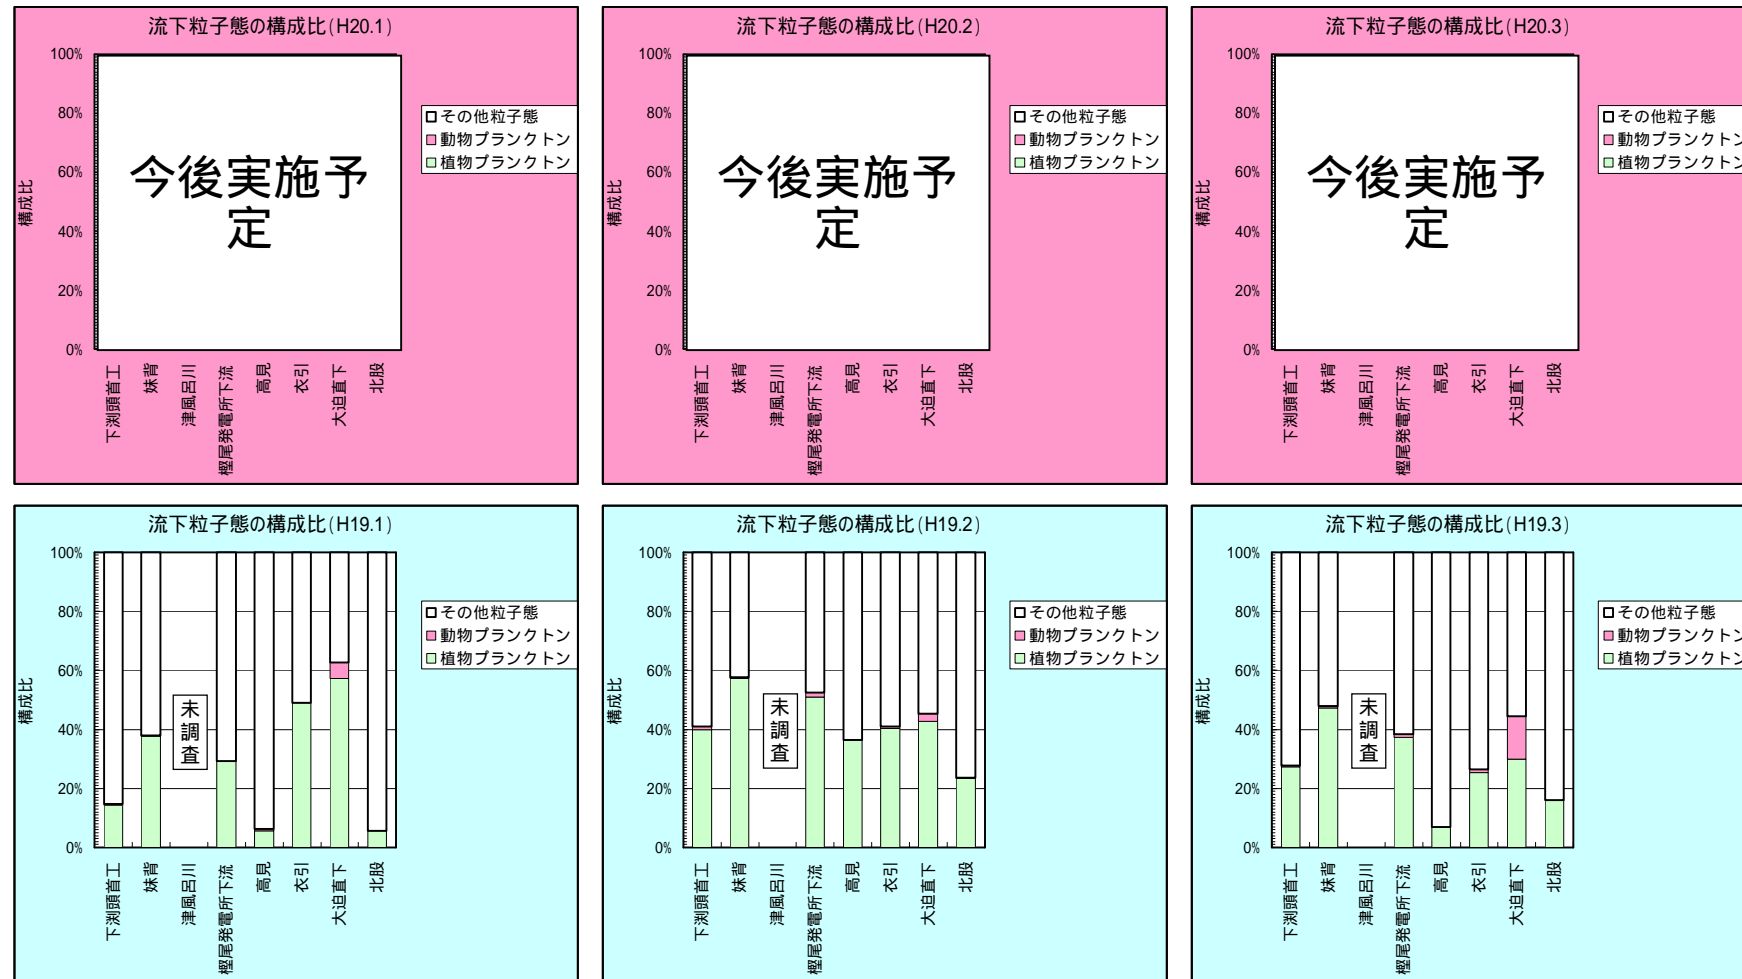 流下粒子態の構成比(H20.1)
100%
80%
60%
40%
20%
0%
構成比
今後実施予
定
その他粒子態
動物プランクトン
植物プランクトン
下渕頭首工
妹背
津風呂川
樫尾発電所下流
高見
衣引
大迫直下
北股
流下粒子態の構成比(H20.2)
100%
80%
60%
40%
20%
0%
構成比
今後実施予
定
その他粒子態
動物プランクトン
植物プランクトン
下渕頭首工
妹背
津風呂川
樫尾発電所下流
高見
衣引
大迫直下
北股
流下粒子態の構成比(H20.3)
100%
80%
60%
40%
20%
0%
構成比
今後実施予
定
その他粒子態
動物プランクトン
植物プランクトン
下渕頭首工
妹背
津風呂川
樫尾発電所下流
高見
衣引
大迫直下
北股
流下粒子態の構成比(H19.1)
100%
80%
60%
40%
20%
0%
構成比
未
調
査
その他粒子態
動物プランクトン
植物プランクトン
下渕頭首工
妹背
津風呂川
樫尾発電所下流
高見
衣引
大迫直下
北股
流下粒子態の構成比(H19.2)
100%
80%
60%
40%
20%
0%
構成比
未
調
査
その他粒子態
動物プランクトン
植物プランクトン
下渕頭首工
妹背
津風呂川
樫尾発電所下流
高見
衣引
大迫直下
北股
流下粒子態の構成比(H19.3)
100%
80%
60%
40%
20%
0%
構成比
未
調
査
その他粒子態
動物プランクトン
植物プランクトン
下渕頭首工
妹背
津風呂川
樫尾発電所下流
高見
衣引
大迫直下
北股